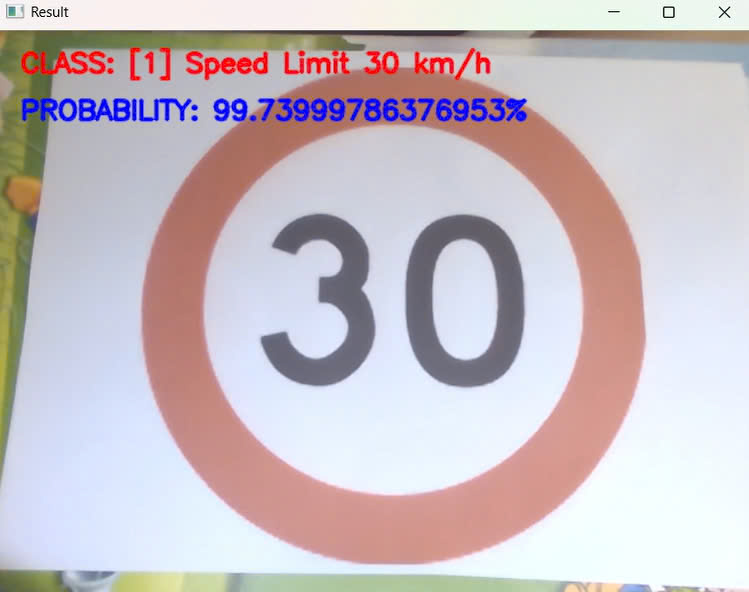 Result
CLASS: [1] Speed Limit 30 km/h
PROBABILITY: 99.73999786376953%
30